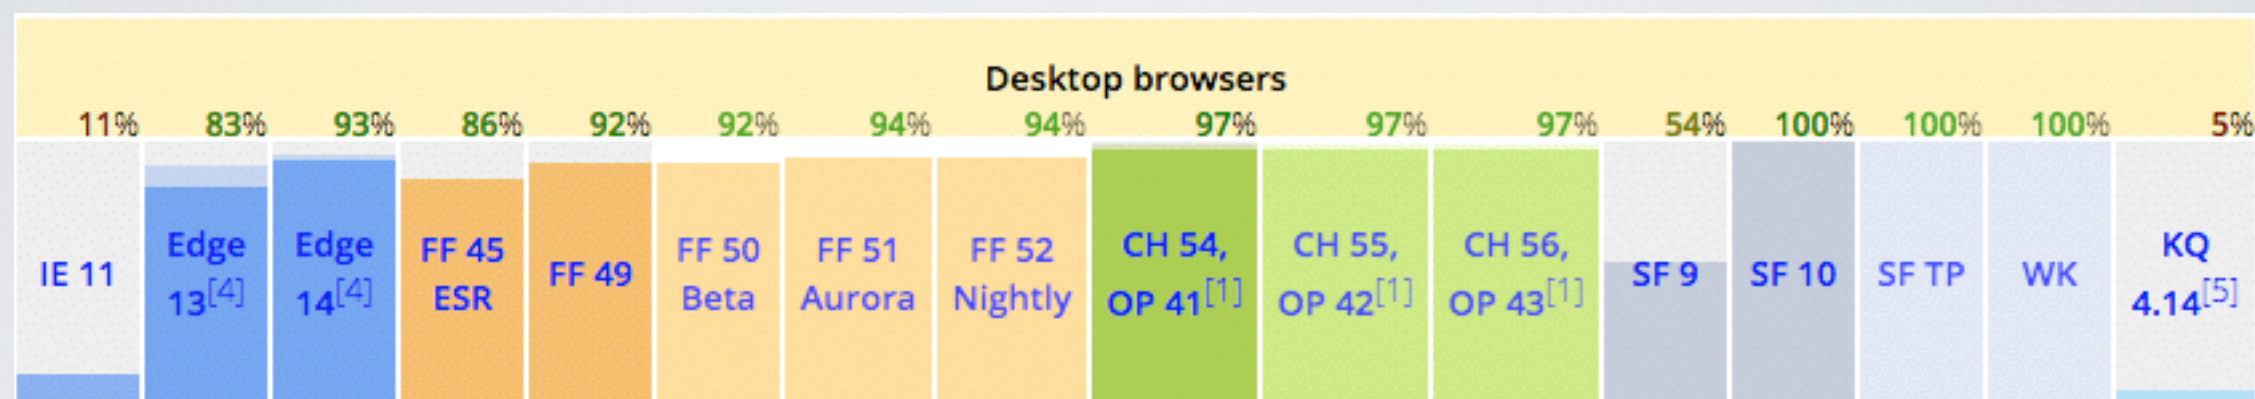 Desktop browsers
11% 83% 93% 86% 92% 92% 94% 94% 97% 97% 97% 54% 100% 100% 100% 5%
IE 11
Edge
13[4]
Edge
14[4]
FF 45
ESR
FF 49
FF 50
Beta
FF 51
Aurora
FF 52
Nightly
CH 54,
OP 41[1]
CH 55,
OP 42[1]
CH 56,
OP 43[1]
SF 9
SF 10
SF TP
WK
KQ
4.14[5]